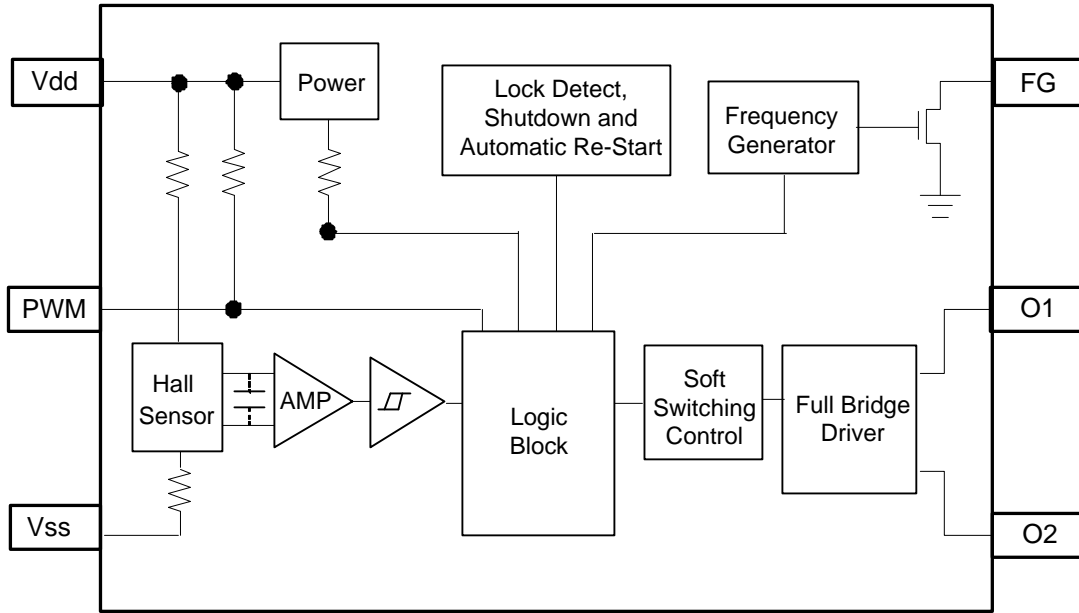 Vdd
Power
Lock Detect,
Shutdown and
Automatic Re-Start
Frequency
Generator
FG
PWM
O1
Hall
Sensor
AMP
Logic
Block
Soft
Switching
Control
Full Bridge
Driver
Vss
O2